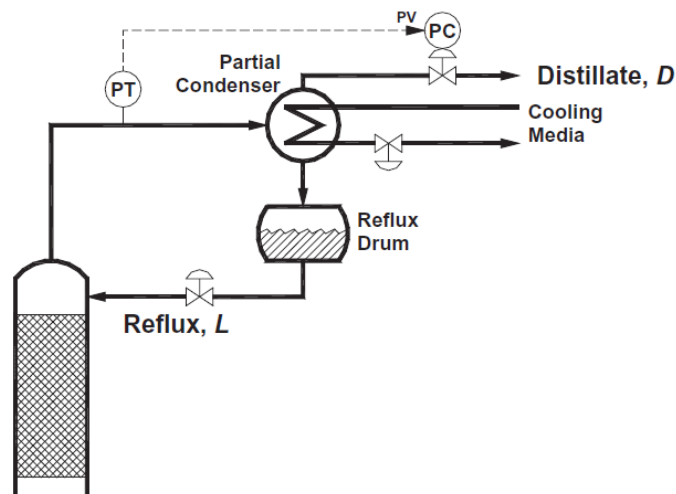 PV
PC
Partial
Condenser
Distillate, D
PT
Cooling
Media
Reflux
Drum
Reflux, L